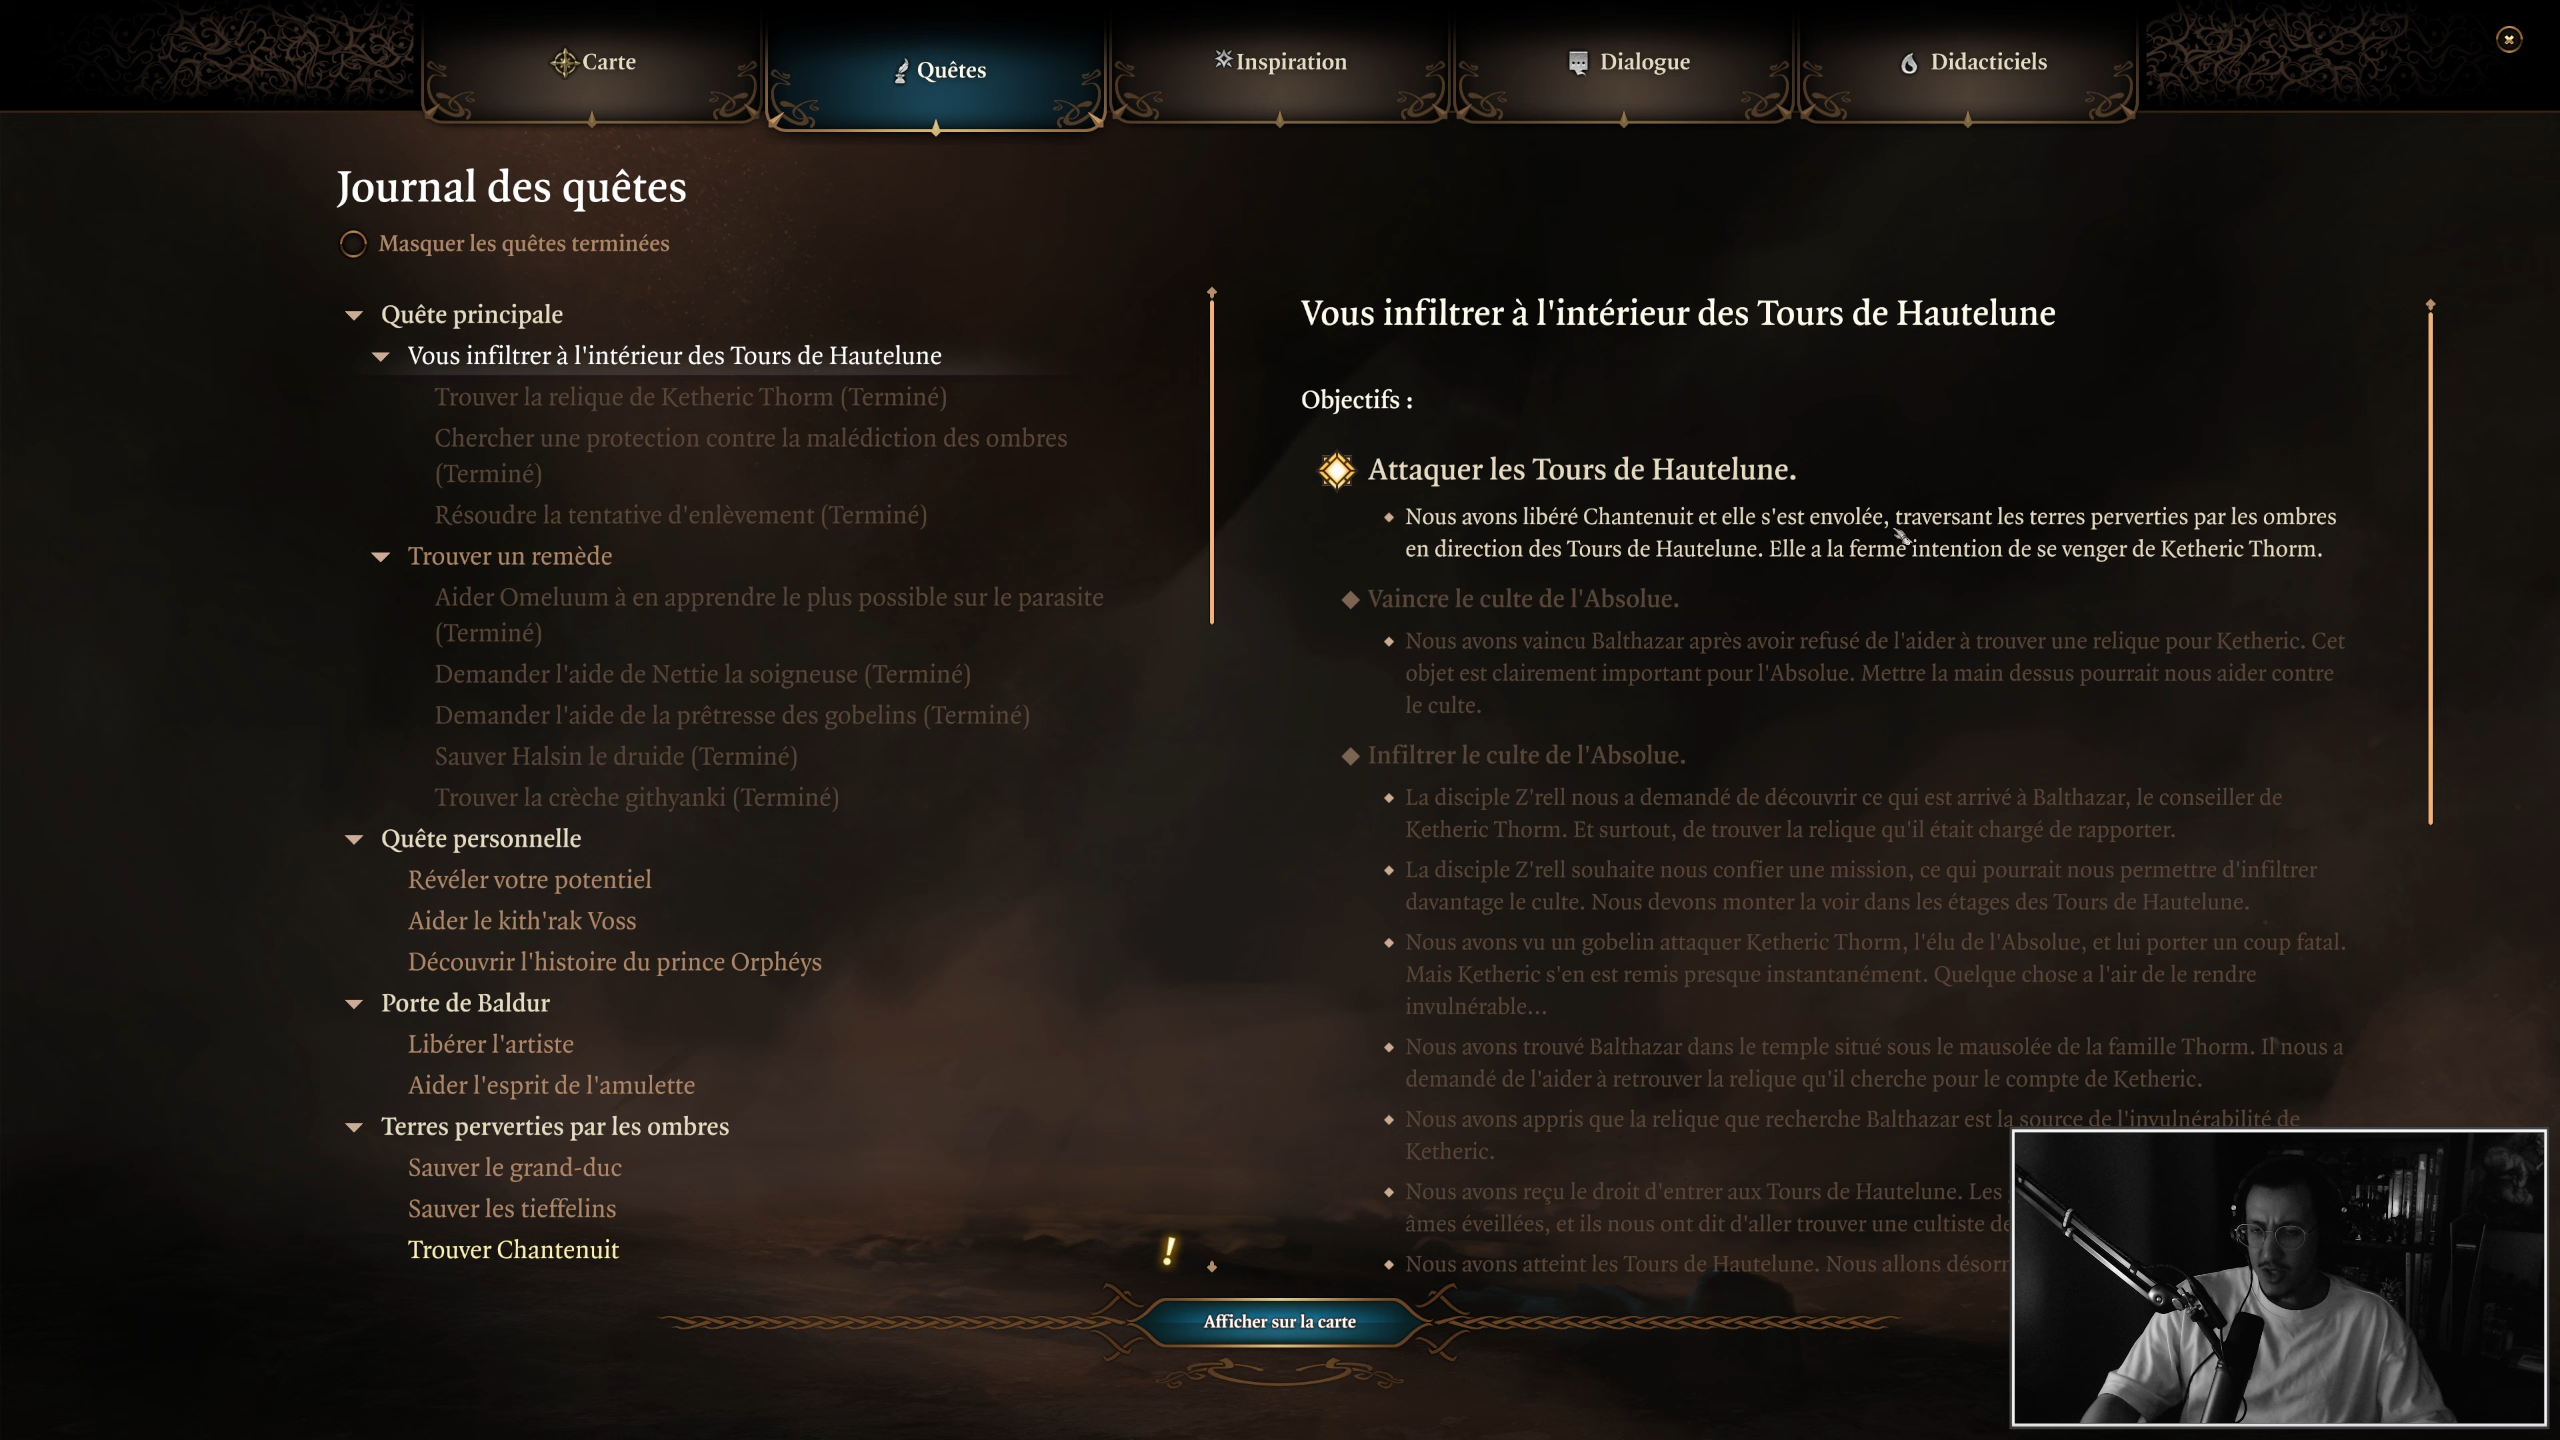 Carte
Quêtes
Inspiration
Dialogue
Didacticiels
Journal des quêtes
Masquer les quêtes terminées
Quête principale
Vous infiltrer à l'intérieur des Tours de Hautelune
Trouver la relique de Ketheric Thorm (Terminé)
Chercher une protection contre la malédiction des ombres
(Terminé)
Résoudre la tentative d'enlèvement (Terminé)
Trouver un remède
Aider Omeluum à en apprendre le plus possible sur le parasite
(Terminé)
Demander l'aide de Nettie la soigneuse (Terminé)
Demander l'aide de la prêtresse des gobelins (Terminé)
Sauver Halsin le druide (Terminé)
Trouver la crèche githyanki (Terminé)
Quête personnelle
Révéler votre potentiel
Aider le kith'rak Voss
Découvrir l'histoire du prince Orphéys
Porte de Baldur
Libérer l'artiste
Aider l'esprit de l'amulette
Terres perverties par les ombres
Sauver le grand-duc
Sauver les tieffelins
Trouver Chantenuit
!
Vous infiltrer à l'intérieur des Tours de Hautelune
Objectifs :
Attaquer les Tours de Hautelune.
Nous avons libéré Chantenuit et elle s'est envolée, traversant les terres perverties par les ombres
en direction des Tours de Hautelune. Elle a la ferme intention de se venger de Ketheric Thorm.
Vaincre le culte de l'Absolue.
Nous avons vaincu Balthazar après avoir refusé de l'aider à trouver une relique pour Ketheric. Cet
objet est clairement important pour l'Absolue. Mettre la main dessus pourrait nous aider contre
le culte.
Infiltrer le culte de l'Absolue.
La disciple Z'rell nous a demandé de découvrir ce qui est arrivé à Balthazar, le conseiller de
Ketheric Thorm. Et surtout, de trouver la relique qu'il était chargé de rapporter.
La disciple Z'rell souhaite nous confier une mission, ce qui pourrait nous permettre d'infiltrer
davantage le culte. Nous devons monter la voir dans les étages des Tours de Hautelune.
Nous avons vu un gobelin attaquer Ketheric Thorm, l'élu de l'Absolue, et lui porter un coup fatal.
Mais Ketheric s'en est remis presque instantanément. Quelque chose a l'air de le rendre
invulnérable...
Nous avons trouvé Balthazar dans le temple situé sous le mausolée de la famille Thorm. Il nous a
demandé de l'aider à retrouver la relique qu'il cherche pour le compte de Ketheric.
Nous avons appris que la relique que recherche Balthazar est la source de l'invulnérabilité de
Ketheric.
Nous avons reçu le droit d'entrer aux Tours de Hautelune. Les
âmes éveillées, et ils nous ont dit d'aller trouver une cultiste de
Nous avons atteint les Tours de Hautelune. Nous allons désorm
Afficher sur la carte